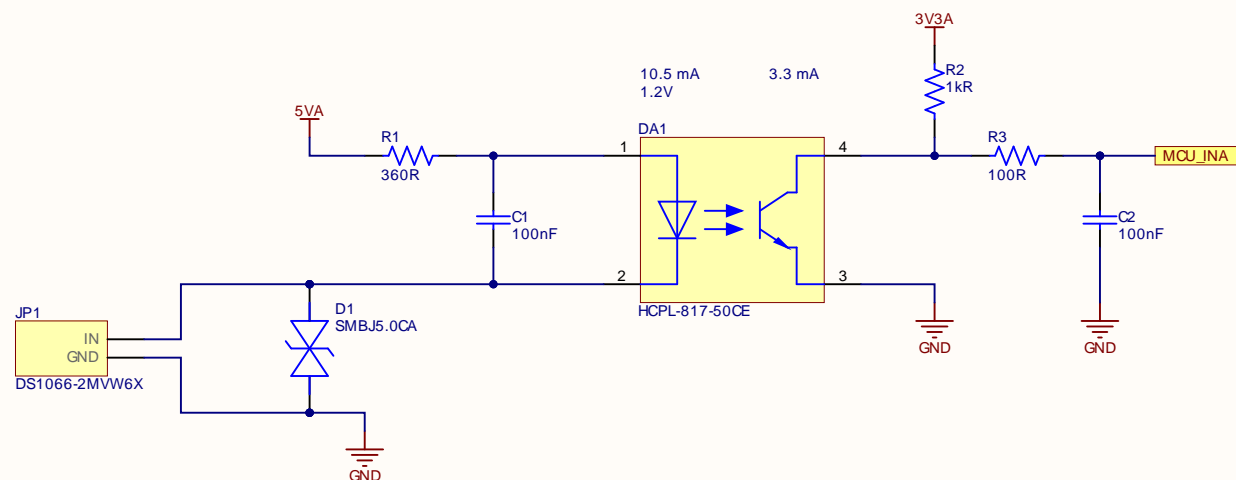 3V3A
10.5 mA
3.3 mA
1.2V
R2
1kR
5VA
DA1
R1
360R
1
4
R3
100R
MCU_INA
C1
100nF
C2
100nF
2
3
HCPL-817-50CE
D1
SMBJ5.0CA
JP1
IN
GND
DS1066-2MVW6X
GND
GND
GND